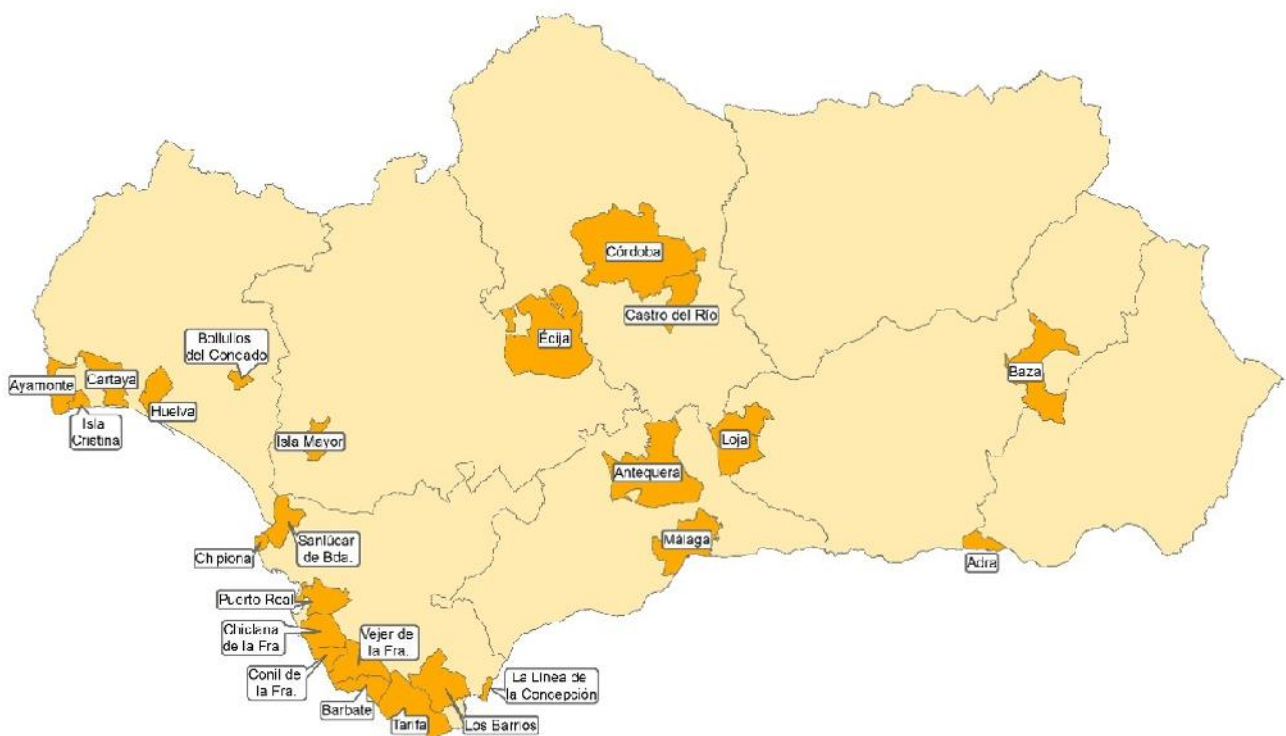 Córdoba
Castro del Río
Écija
Bollullos
del Condado
Baza
Ayamonte
Cartaya
Huelva
Isla
Cristina
Isla Mayor
Loja
Antequera
Sanlúcar
de Bda.
Chipiona
Málaga
Adra
Puerto Real
Chiclana
de la Fra.
Vejer de
la Fra.
Conil de
la Fra.
La Línea de
la Concepción
Barbate
Tarifa
Los Barrios